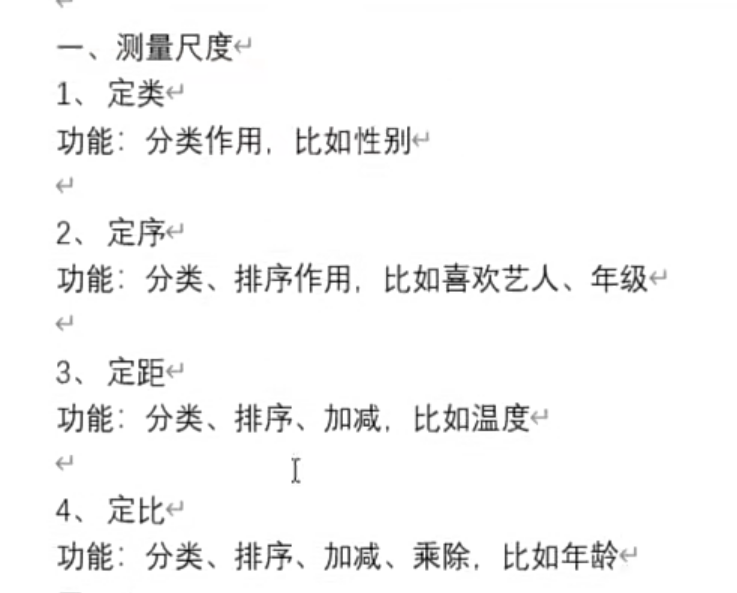 一、测量尺度
1、 定类
功能：分类作用，比如性别
2、 定序
功能：分类、排序作用，比如喜欢艺人、年级
3、 定距
功能：分类、排序、加减，比如温度
4、 定比
功能：分类、排序、加减、乘除，比如年龄